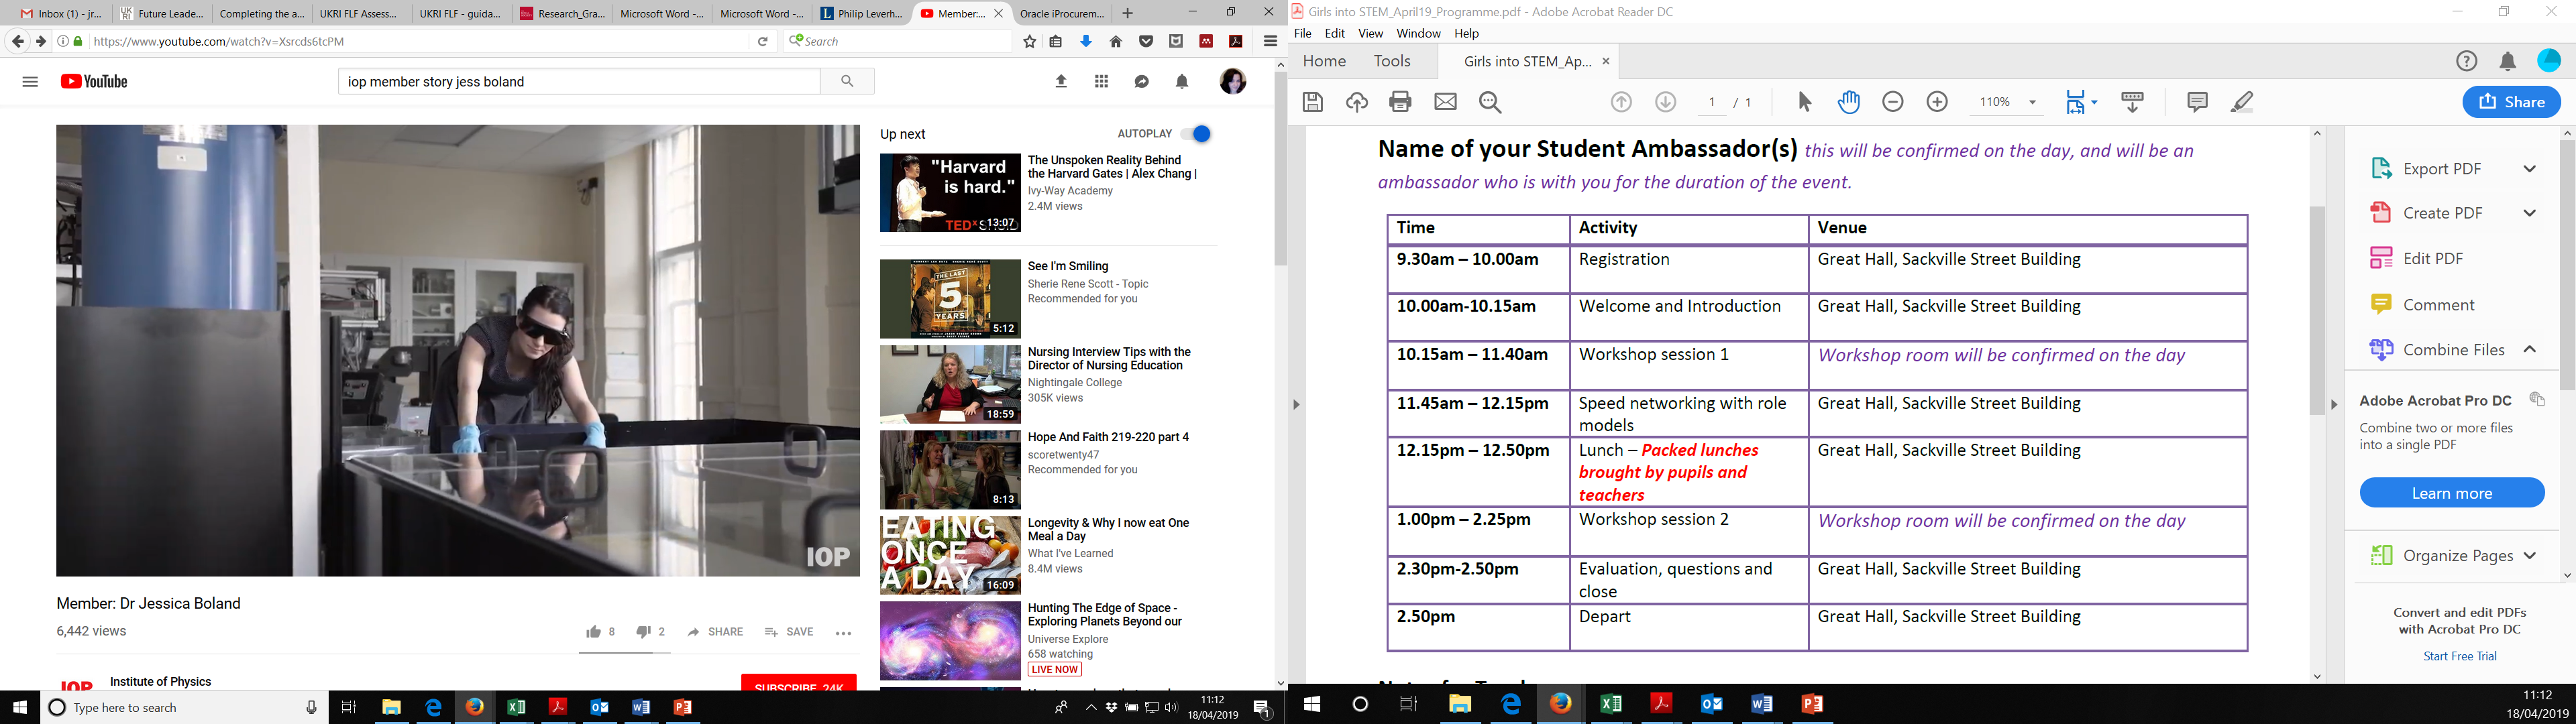 Inbox (1) - jr...
Future Leade...
Completing the a...
UKRI FLF Assess...
UKRI FLF - guida...
Research_Gra...
Microsoft Word -...
Microsoft Word -...
Philip Leverh...
Member:...
Oracle iProcurem...
https://www.youtube.com/watch?v=Xsrcds6tcPM
Search
YouTube
iop member story jess boland
IOP
Member: Dr Jessica Boland
6,442 views
8
2
SHARE
SAVE
Institute of Physics
SUBSCRIBE 24K
Up next
AUTOPLAY
"Harvard
is hard."
TEDx
13:07
The Unspoken Reality Behind
the Harvard Gates | Alex Chang |
Ivy-Way Academy
2.4M views
THE LAST
5
YEARS
5:12
See I'm Smiling
Sherie Rene Scott - Topic
Recommended for you
18:59
Nursing Interview Tips with the
Director of Nursing Education
Nightingale College
305K views
8:13
Hope And Faith 219-220 part 4
scoretwenty47
Recommended for you
EATING
ONCE
A DAY
16:09
Longevity & Why I now eat One
Meal a Day
What I've Learned
8.4M views
Hunting The Edge of Space -
Exploring Planets Beyond our
Universe Explore
658 watching
LIVE NOW
Type here to search
11:12
18/04/2019
1
Girls into STEM_April19_Programme.pdf - Adobe Acrobat Reader DC
File Edit View Window Help
Home Tools Girls into STEM_Ap... ×
1 / 1
110%
Share
Name of your Student Ambassador(s) this will be confirmed on the day, and will be an
ambassador who is with you for the duration of the event.
Time Activity Venue
9.30am – 10.00am Registration Great Hall, Sackville Street Building
10.00am-10.15am Welcome and Introduction Great Hall, Sackville Street Building
10.15am – 11.40am Workshop session 1 Workshop room will be confirmed on the day
11.45am – 12.15pm Speed networking with role Great Hall, Sackville Street Building
models
12.15pm – 12.50pm Lunch – Packed lunches Great Hall, Sackville Street Building
brought by pupils and
teachers
1.00pm – 2.25pm Workshop session 2 Workshop room will be confirmed on the day
2.30pm-2.50pm Evaluation, questions and Great Hall, Sackville Street Building
close
2.50pm Depart Great Hall, Sackville Street Building
Export PDF
Create PDF
Edit PDF
Comment
Combine Files
Adobe Acrobat Pro DC
Combine two or more files
into a single PDF
Learn more
Organize Pages
Convert and edit PDFs
with Acrobat Pro DC
Start Free Trial
11:12
18/04/2019